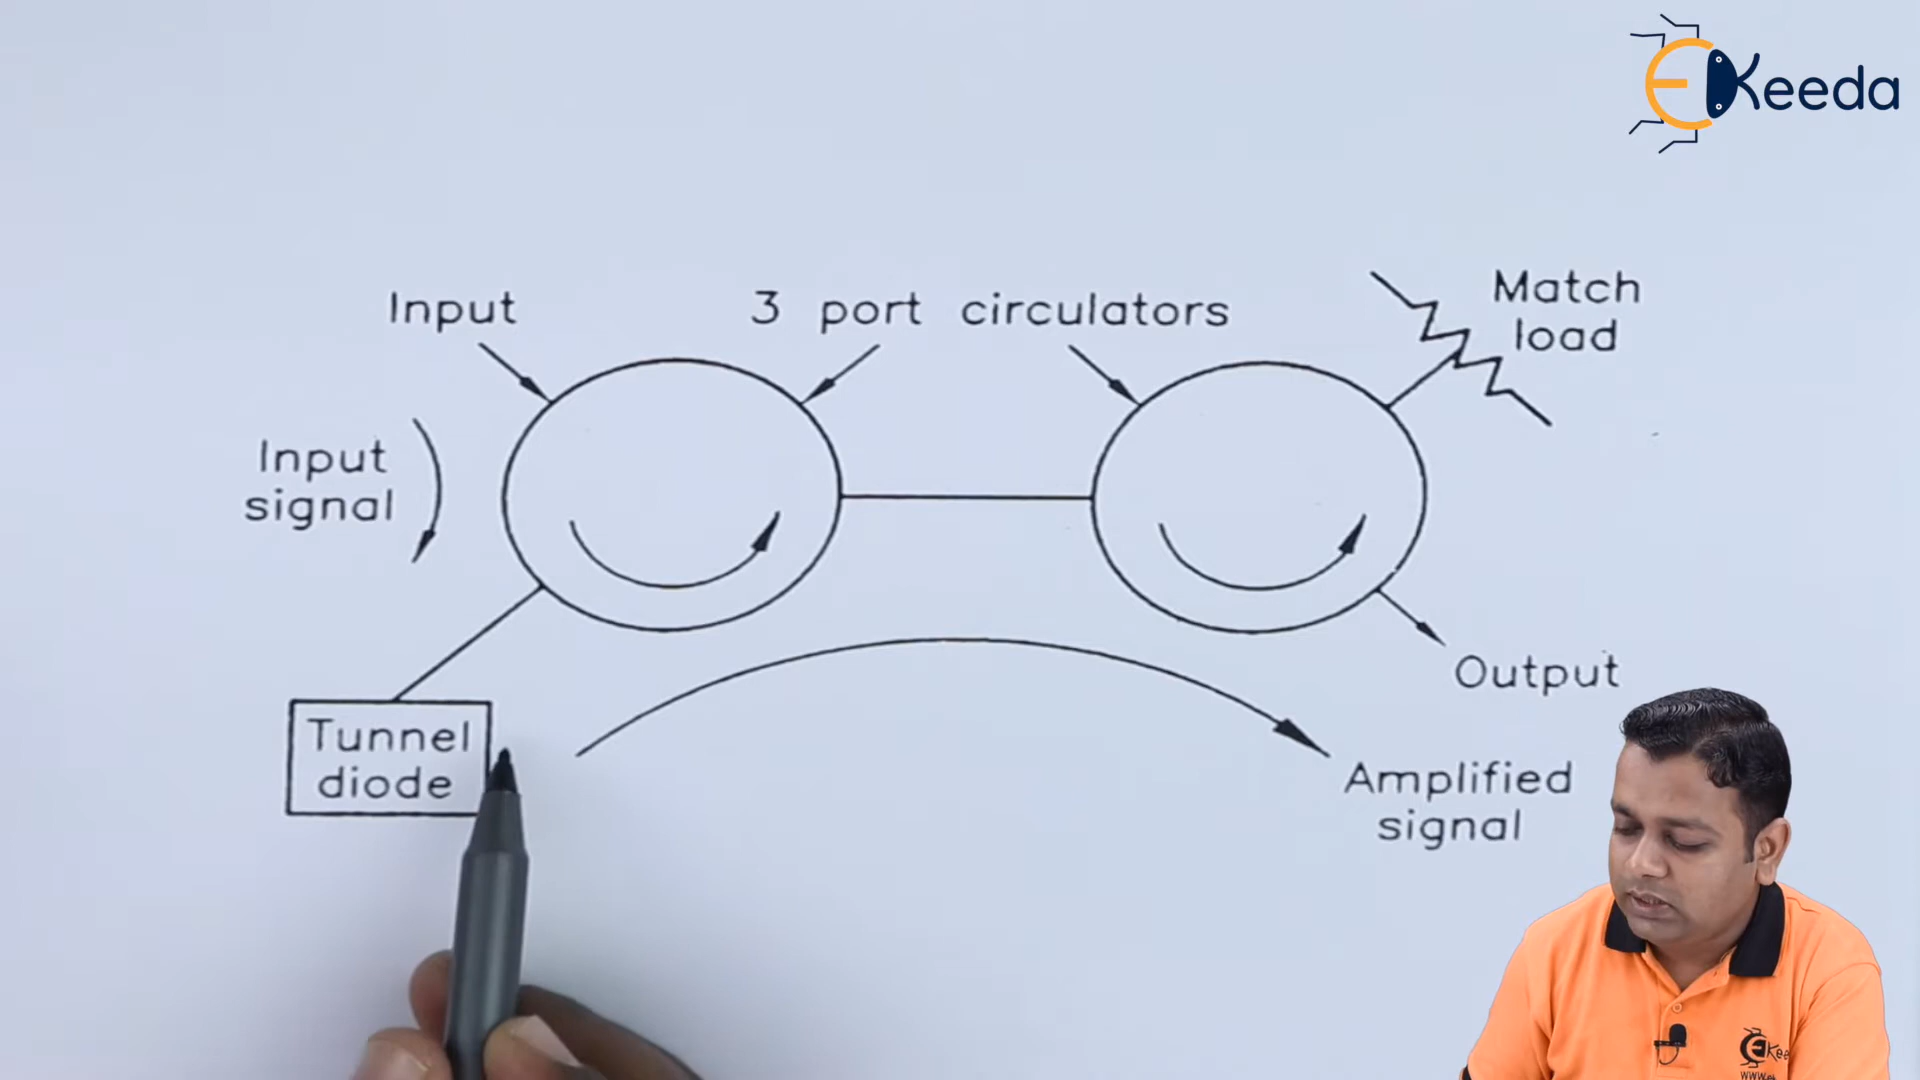 EKeeda
Input
3 port circulators
Match
load
Input
signal
Output
Tunnel
diode
Amplified
signal